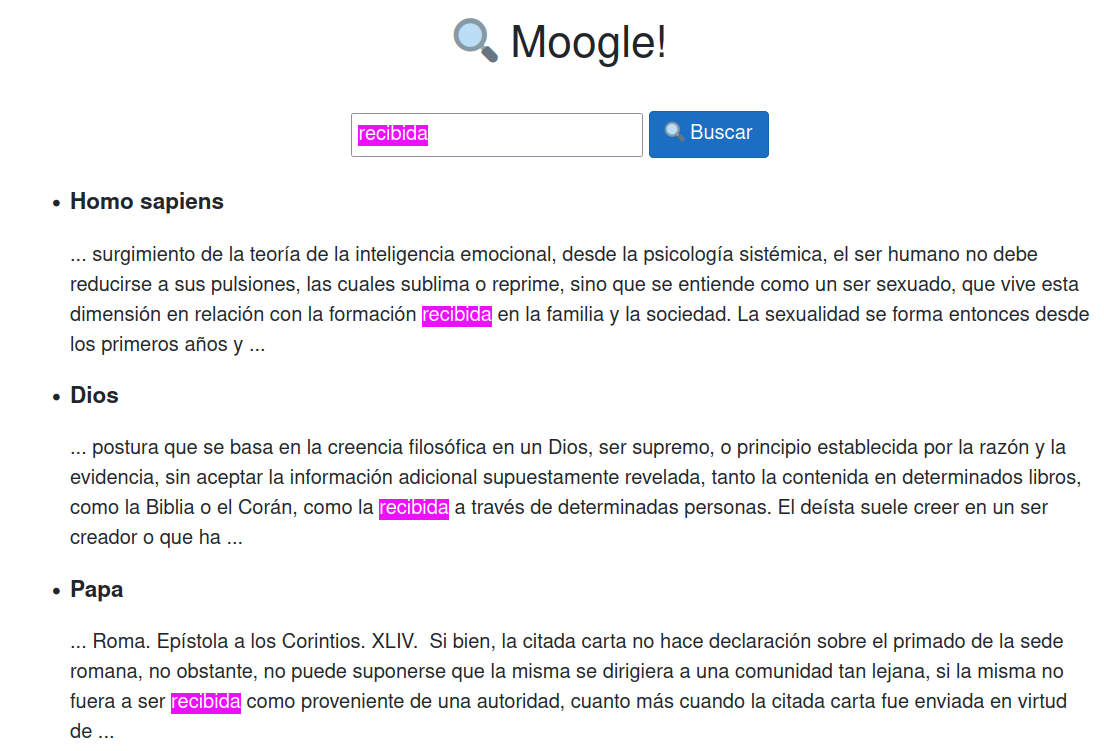 Moogle!
recibida
Buscar
Homo sapiens
... surgimiento de la teoría de la inteligencia emocional, desde la psicología sistémica, el ser humano no debe
reducirse a sus pulsiones, las cuales sublima o reprime, sino que se entiende como un ser sexuado, que vive esta
dimensión en relación con la formación recibida en la familia y la sociedad. La sexualidad se forma entonces desde
los primeros años y ...
Dios
... postura que se basa en la creencia filosófica en un Dios, ser supremo, o principio establecida por la razón y la
evidencia, sin aceptar la información adicional supuestamente revelada, tanto la contenida en determinados libros,
como la Biblia o el Corán, como la recibida a través de determinadas personas. El deísta suele creer en un ser
creador o que ha ...
Papa
... Roma. Epístola a los Corintios. XLIV.  Si bien, la citada carta no hace declaración sobre el primado de la sede
romana, no obstante, no puede suponerse que la misma se dirigiera a una comunidad tan lejana, si la misma no
fuera a ser recibida como proveniente de una autoridad, cuanto más cuando la citada carta fue enviada en virtud
de ...